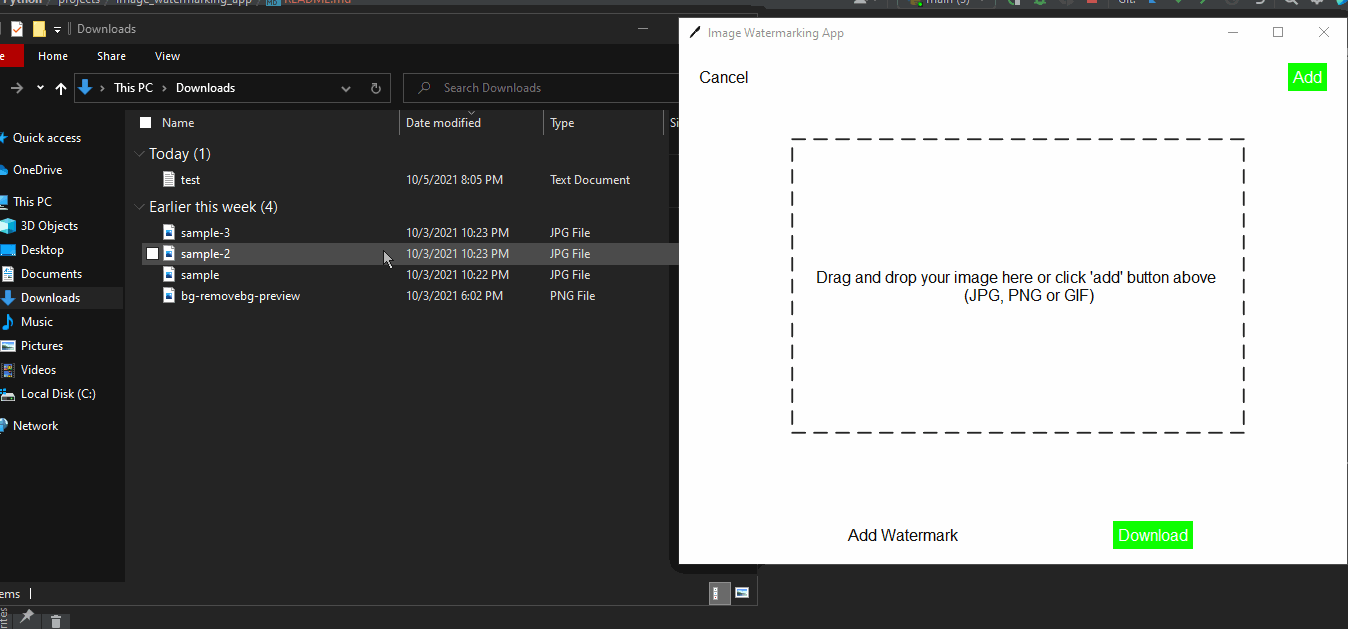 Python / projects / image_watermarking_app / README.md
main (3)
Git:
Downloads
Home Share View
This PC > Downloads
Search Downloads
Name Date modified Type
Quick access
OneDrive
This PC
3D Objects
Desktop
Documents
Downloads
Music
Pictures
Videos
Local Disk (C:)
Network
Today (1)
test 10/5/2021 8:05 PM Text Document
Earlier this week (4)
sample-3 10/3/2021 10:23 PM JPG File
sample-2 10/3/2021 10:23 PM JPG File
sample 10/3/2021 10:22 PM JPG File
bg-removebg-preview 10/3/2021 6:02 PM PNG File
Image Watermarking App
Cancel
Add
Drag and drop your image here or click 'add' button above
(JPG, PNG or GIF)
Add Watermark
Download